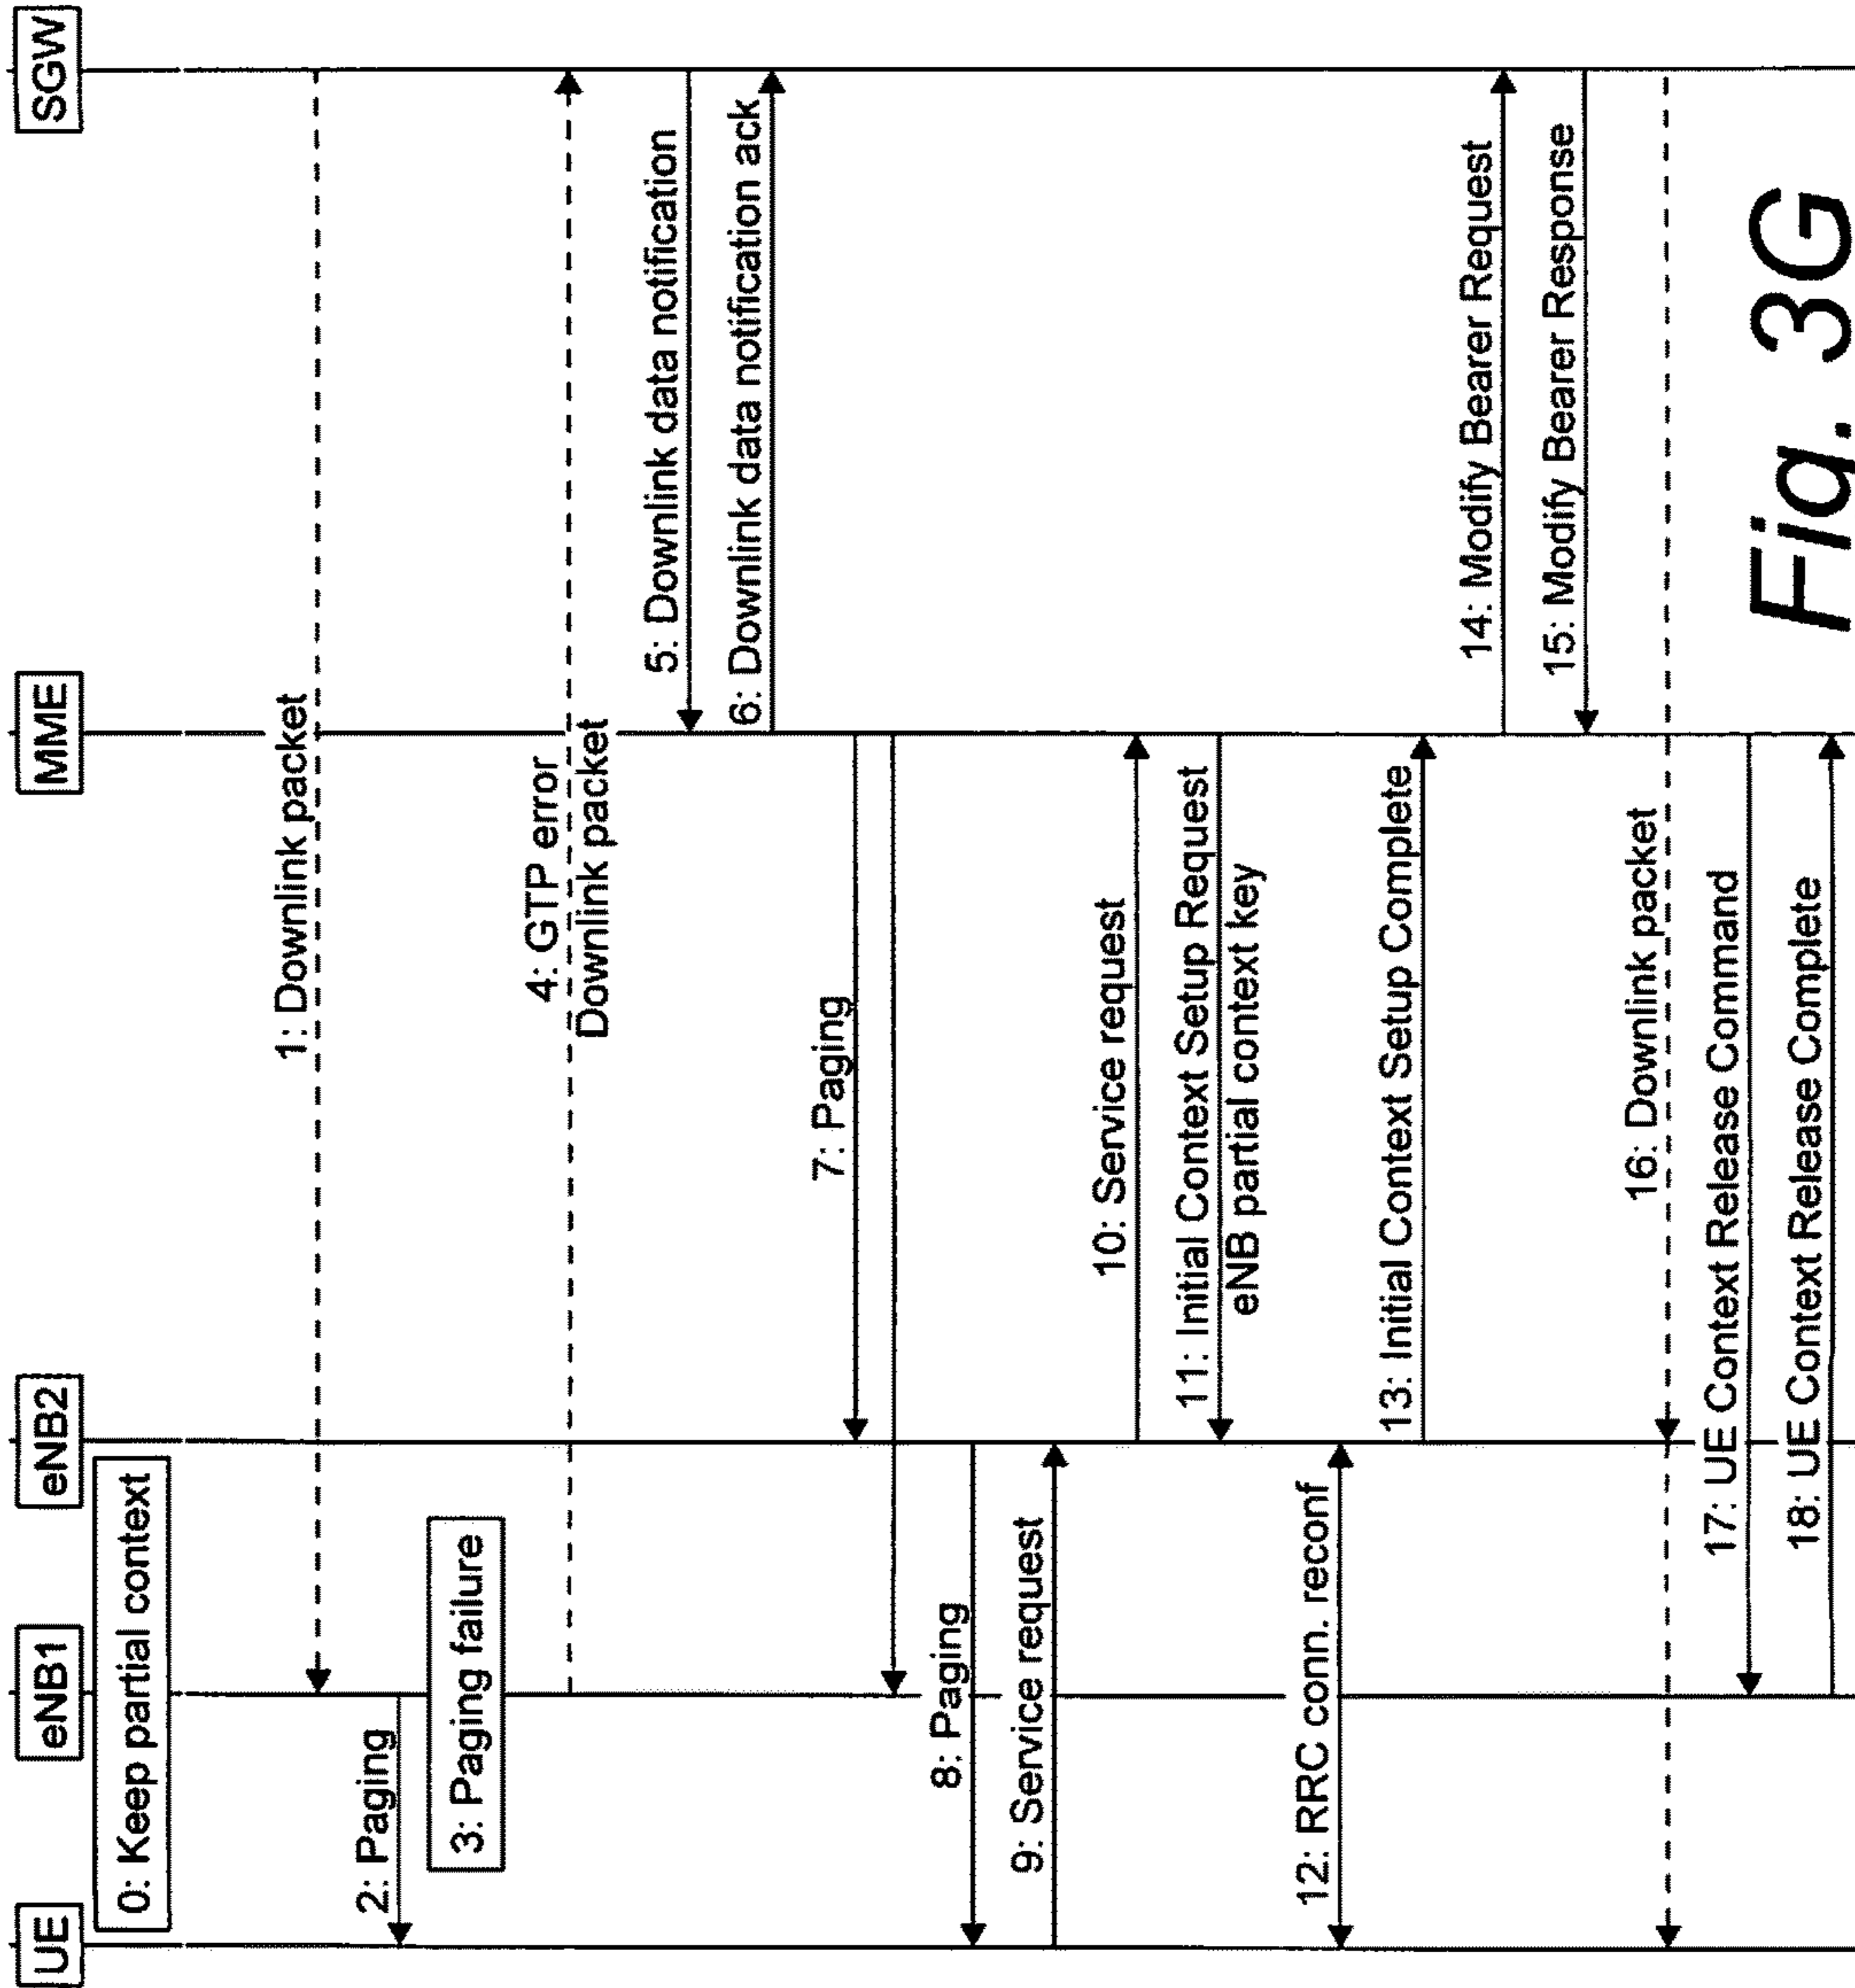 UE
eNB1
eNB2
MME
SGW
0: Keep partial context
1: Downlink packet
2: Paging
3: Paging failure
4: GTP error
Downlink packet
5: Downlink data notification
6: Downlink data notification ack
7: Paging
8: Paging
9: Service request
10: Service request
11: Initial Context Setup Request
eNB partial context key
12: RRC conn. reconf
13: Initial Context Setup Complete
14: Modify Bearer Request
15: Modify Bearer Response
16: Downlink packet
17: UE Context Release Command
18: UE Context Release Complete
Fig. 3G